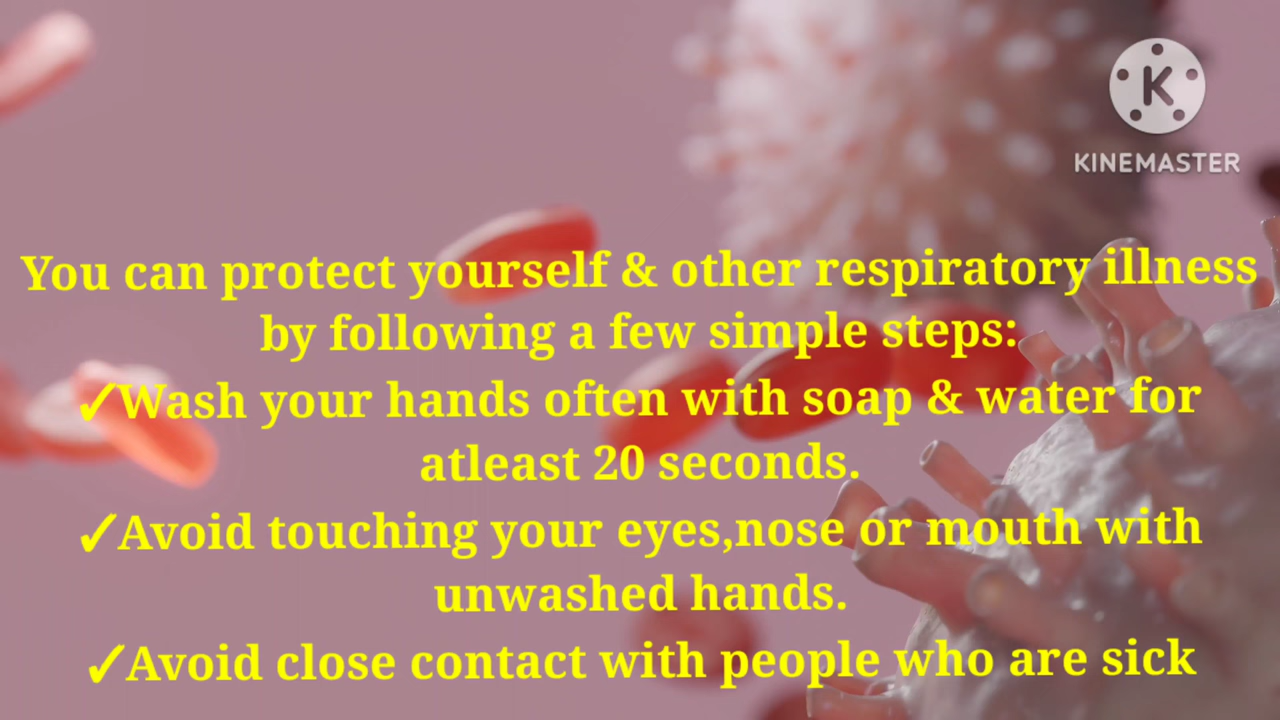 K
KINEMASTER
You can protect yourself & other respiratory illness
by following a few simple steps:
✓Wash your hands often with soap & water for
atleast 20 seconds.
✓Avoid touching your eyes,nose or mouth with
unwashed hands.
✓Avoid close contact with people who are sick